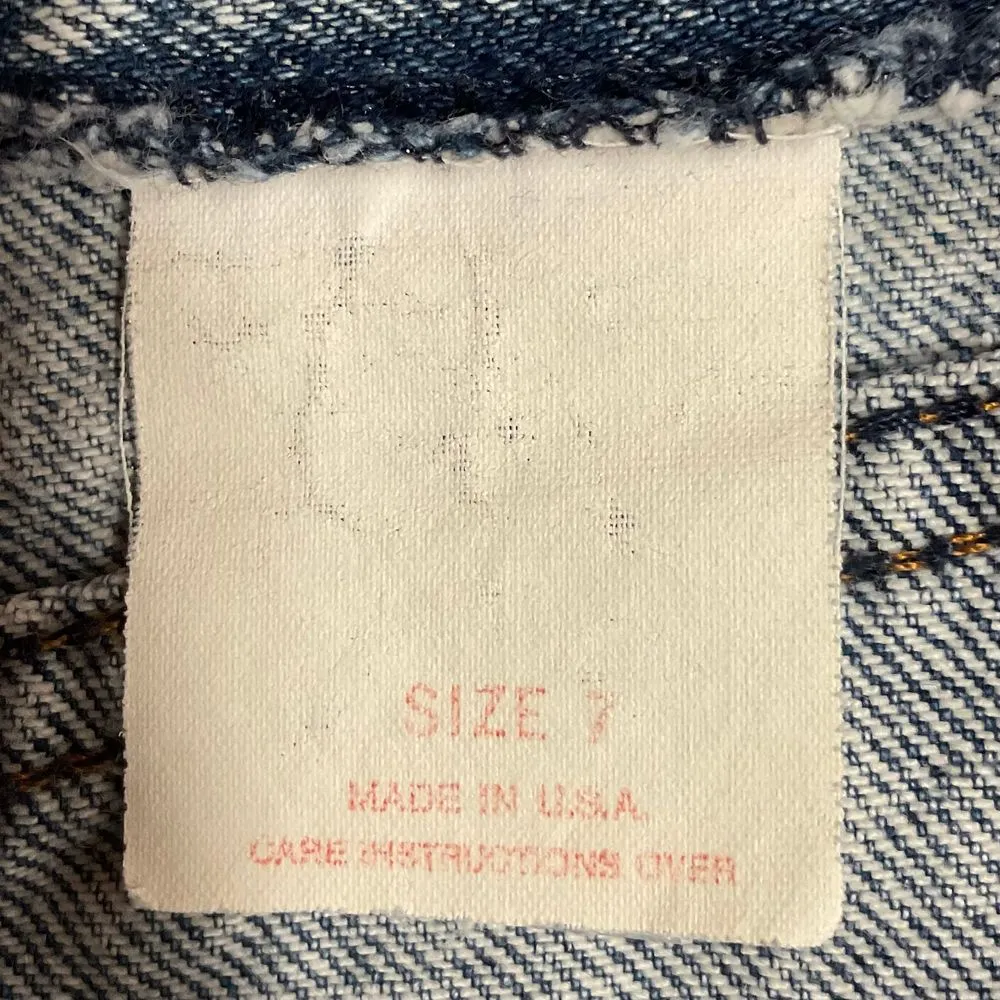 SIZE 7
MADE IN U.S.A.
CARE INSTRUCTIONS OVER